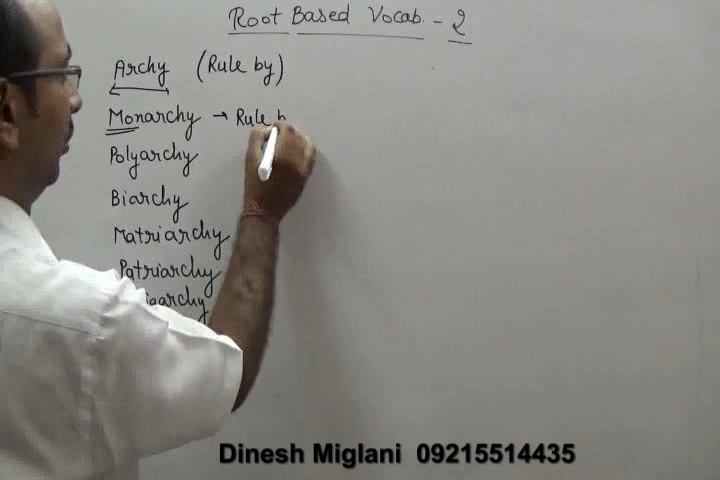 Root Based Vocab. - 2
Archy (Rule by)
Monarchy → Rule
Polyarchy
Biarchy
Matriarchy
Patriarchy
Dinesh Miglani 09215514435